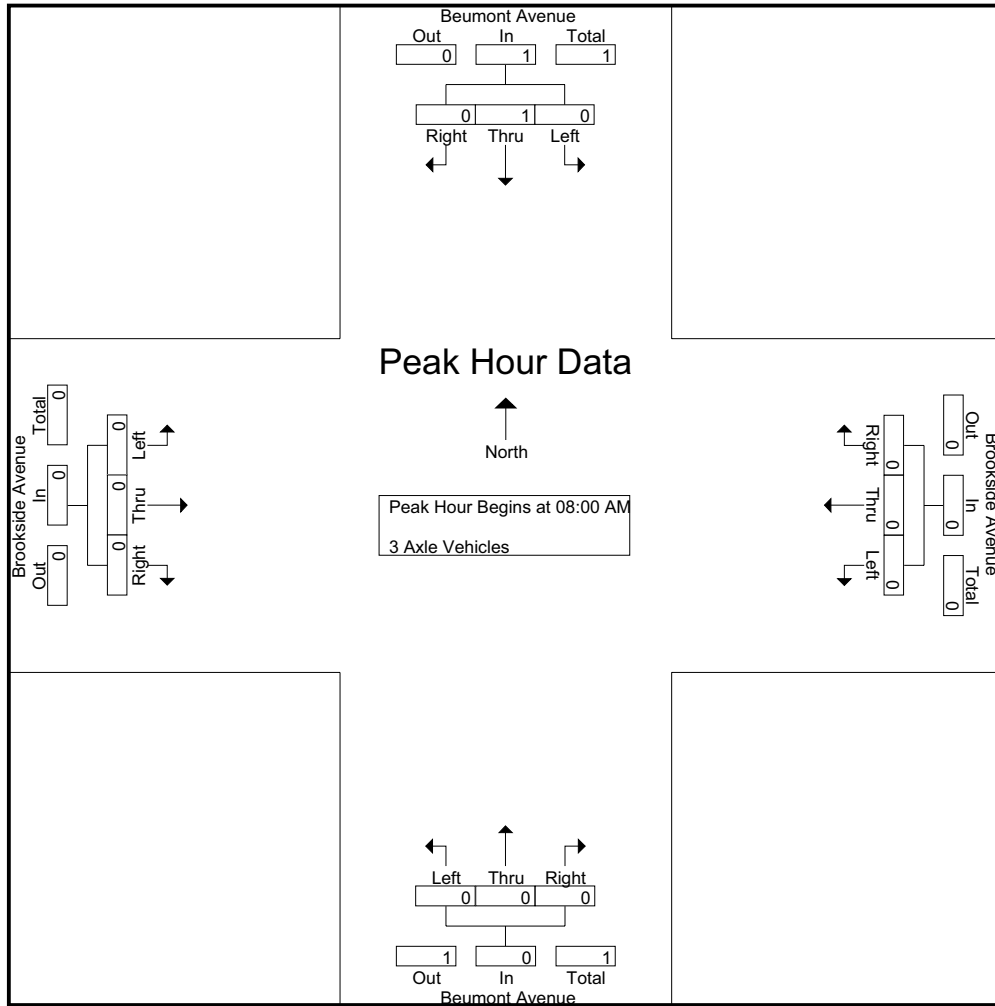 Beumont Avenue
Out In Total
0 1 1
0 1 0
Right Thru Left
Peak Hour Data
North
Peak Hour Begins at 08:00 AM
3 Axle Vehicles
Brookside Avenue
Out In Total
0 0 0
0 0 0
Right Thru Left
Brookside Avenue
Total In Out
0 0 0
0 0 0
Left Thru Right
Left Thru Right
0 0 0
1 0 1
Out In Total
Beumont Avenue